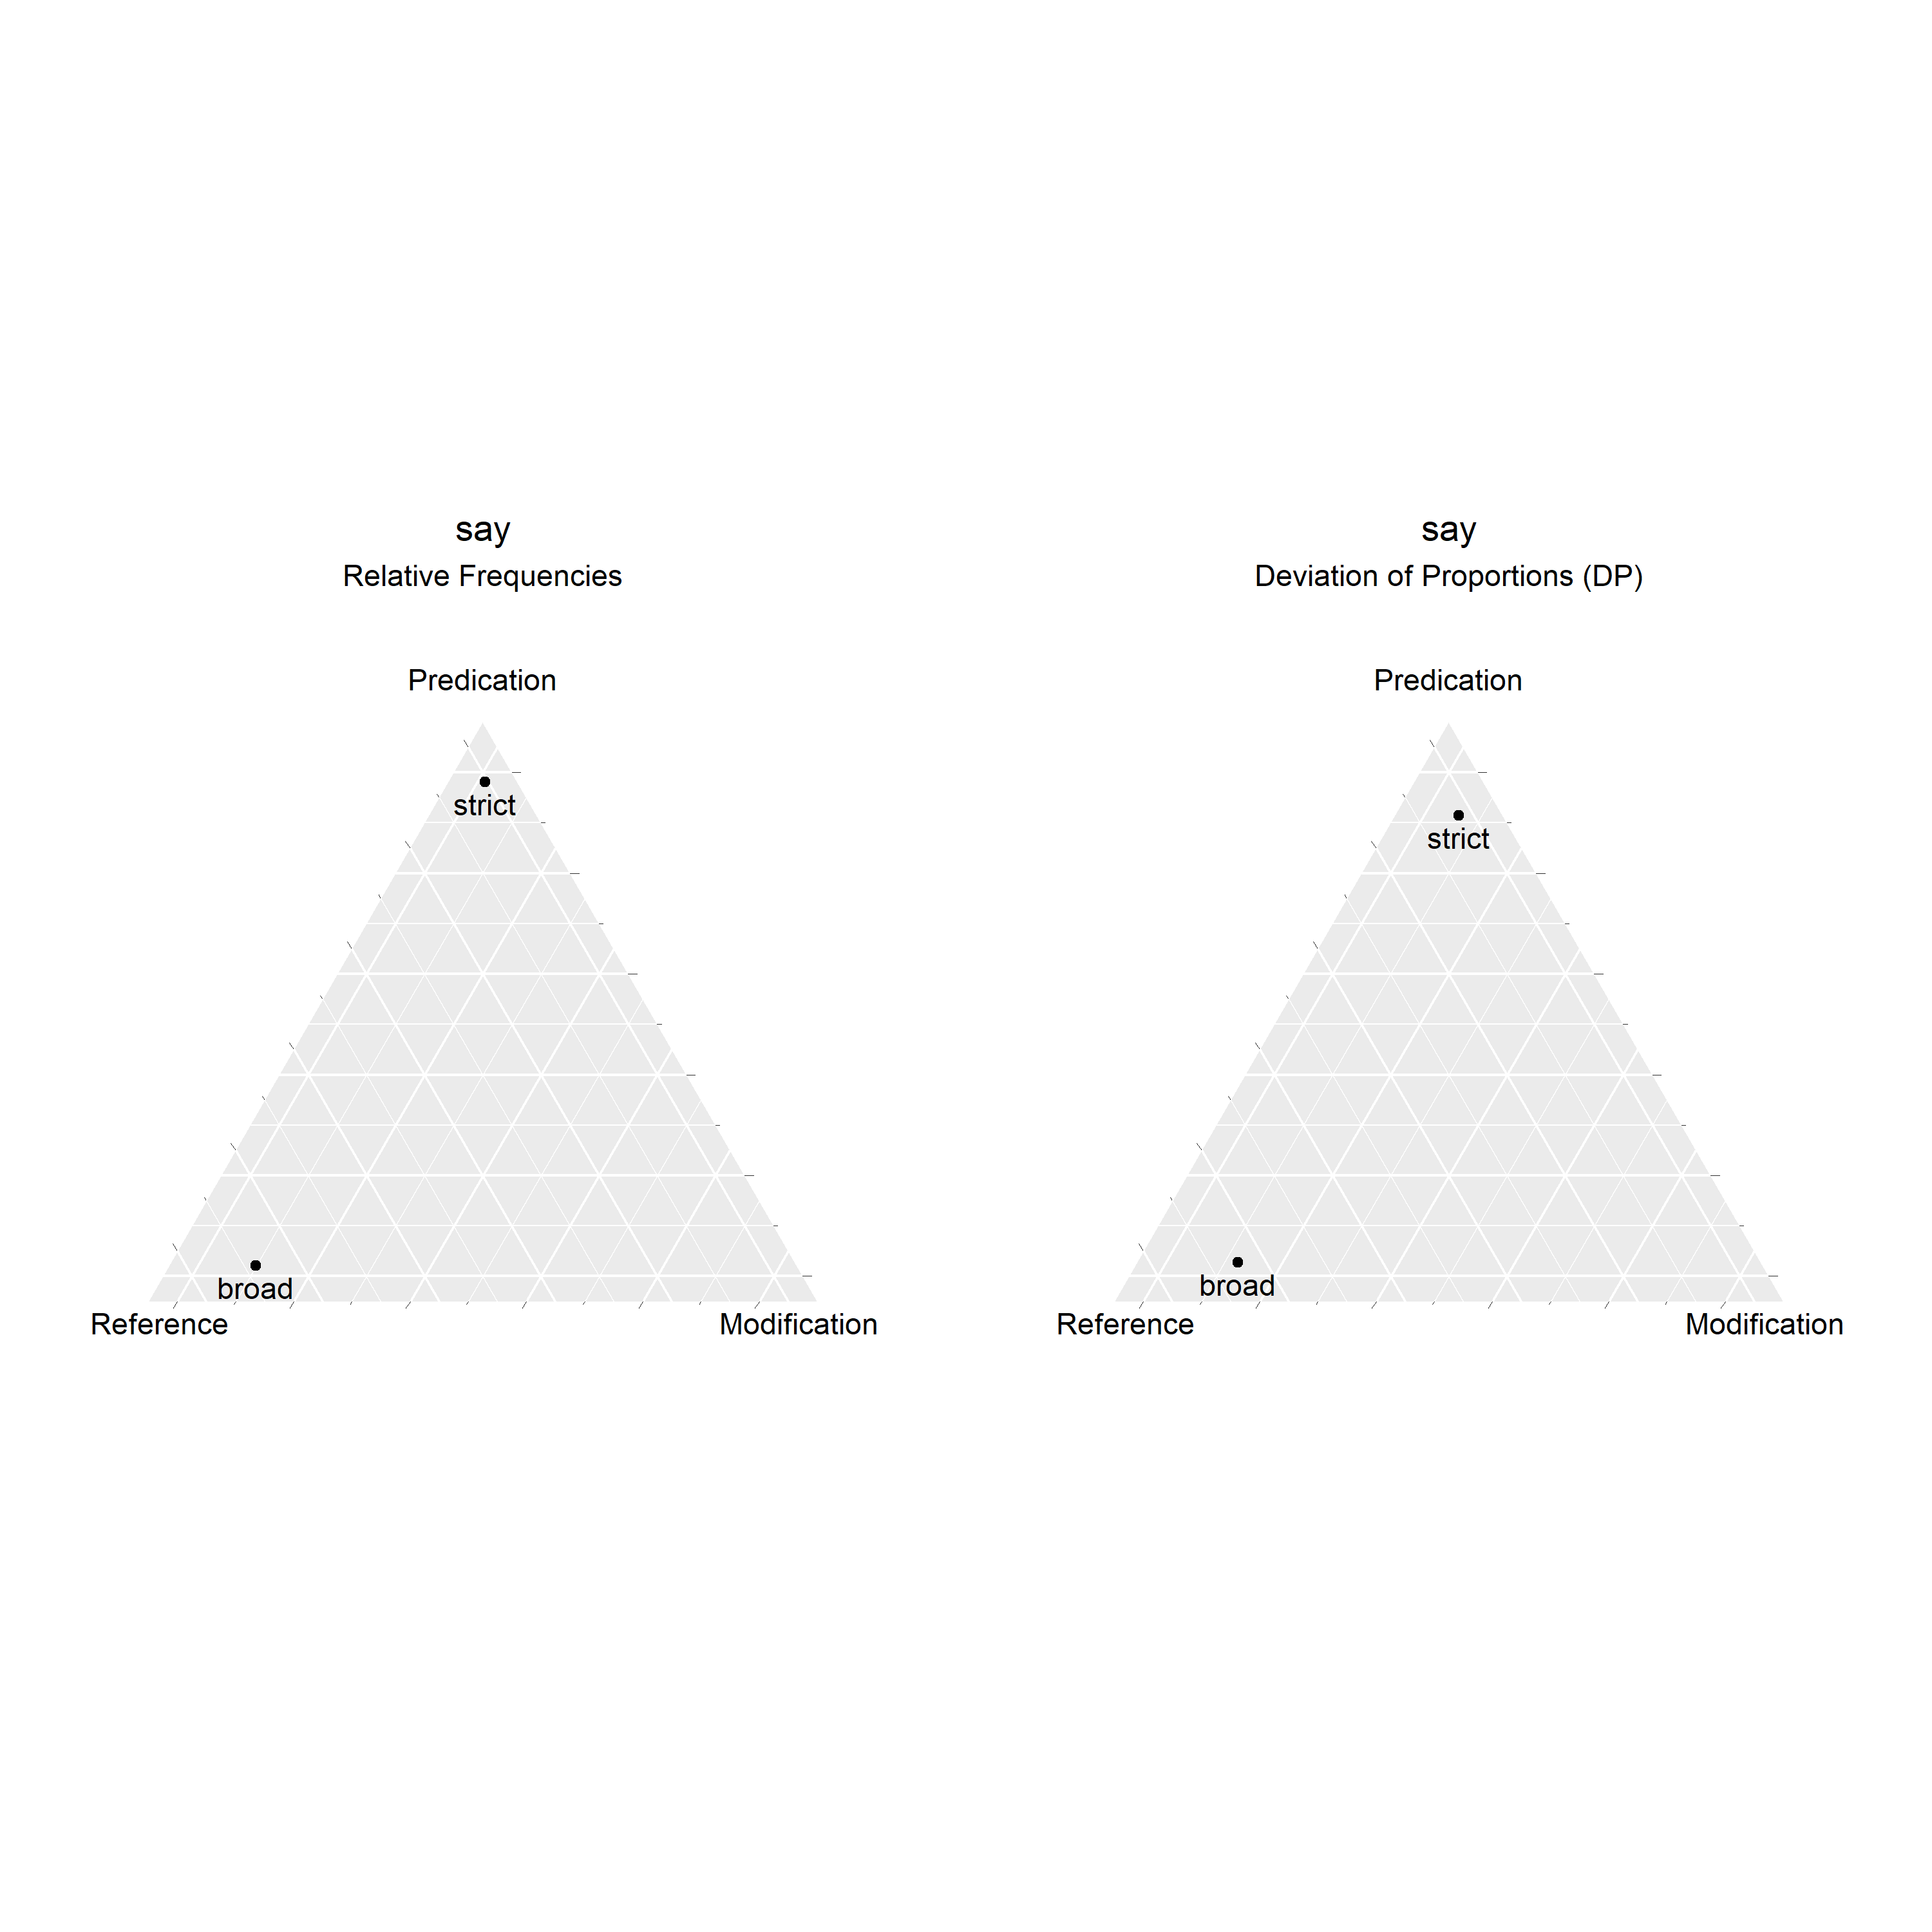 say
Relative Frequencies
Predication
strict
broad
Reference
Modification
say
Deviation of Proportions (DP)
Predication
strict
broad
Reference
Modification